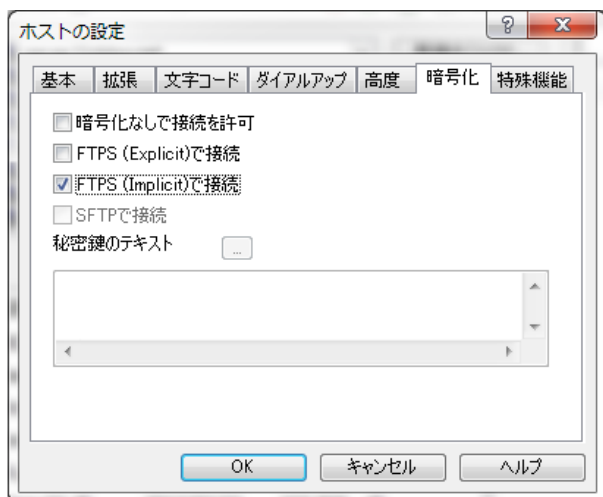 ホストの設定
基本 拡張 文字コード ダイアルアップ 高度 暗号化 特殊機能
暗号化なしで接続を許可
FTPS (Explicit)で接続
FTPS (Implicit)で接続
SFTPで接続
秘密鍵のテキスト ...
OK キャンセル ヘルプ